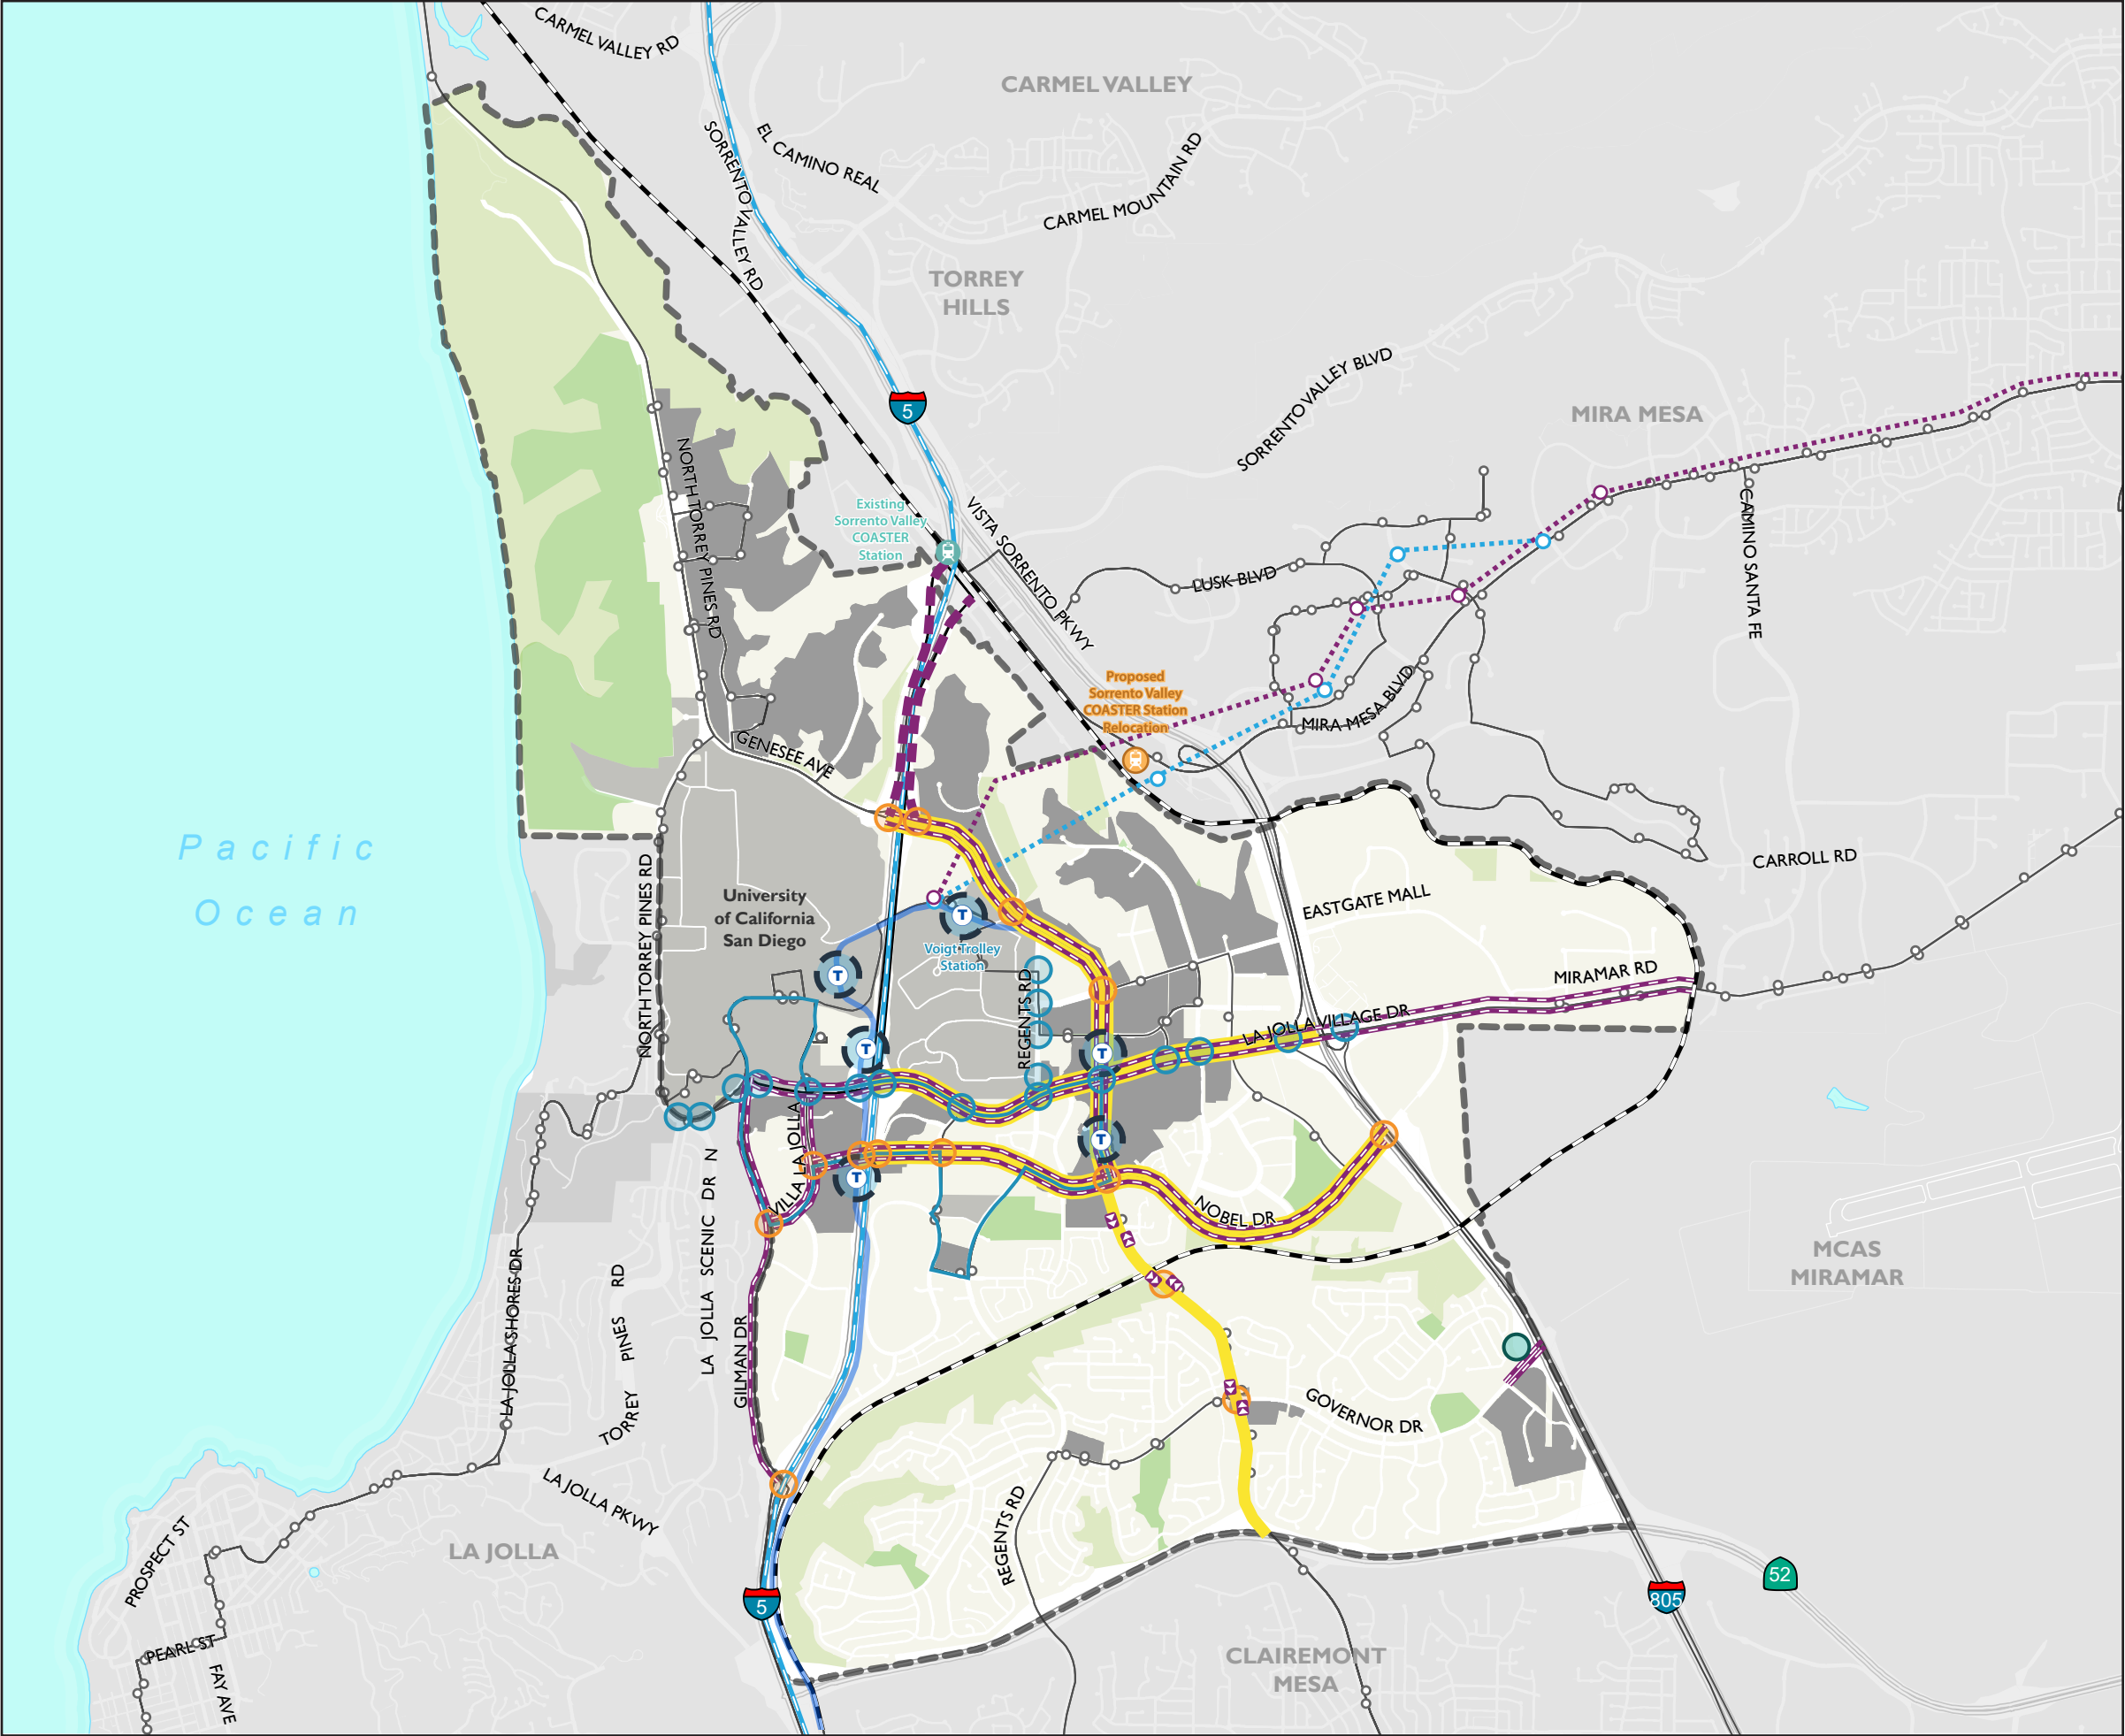 CARMEL VALLEY RD
CARMEL VALLEY
SORRENTO VALLEY RD
EL CAMINO REAL
CARMEL MOUNTAIN RD
TORREY
HILLS
5
SORRENTO VALLEY BLVD
MIRA MESA
NORTH TORREY PINES RD
Existing
Sorrento Valley
COASTER
Station
VISTA SORRENTO PKWY
LUSK BLVD
CAMINO SANTA FE
Proposed
Sorrento Valley
COASTER Station
Relocation
MIRA MESA BLVD
GENESEE AVE
Pacific
Ocean
CARROLL RD
NORTH TORREY PINES RD
University
of California
San Diego
EASTGATE MALL
T
Voigt Trolley
Station
T
REGENTS RD
MIRAMAR RD
LA JOLLA VILLAGE DR
T
T
T
T
VILLA LA JOLLA
LA JOLLA SCENIC DR N
NOBEL DR
MCAS
MIRAMAR
LA JOLLA SHORES DR
TORREY PINES RD
GILMAN DR
GOVERNOR DR
LA JOLLA PKWY
REGENTS RD
PROSPECT ST
LA JOLLA
5
805
52
PEARL ST
FAY AVE
CLAIREMONT
MESA